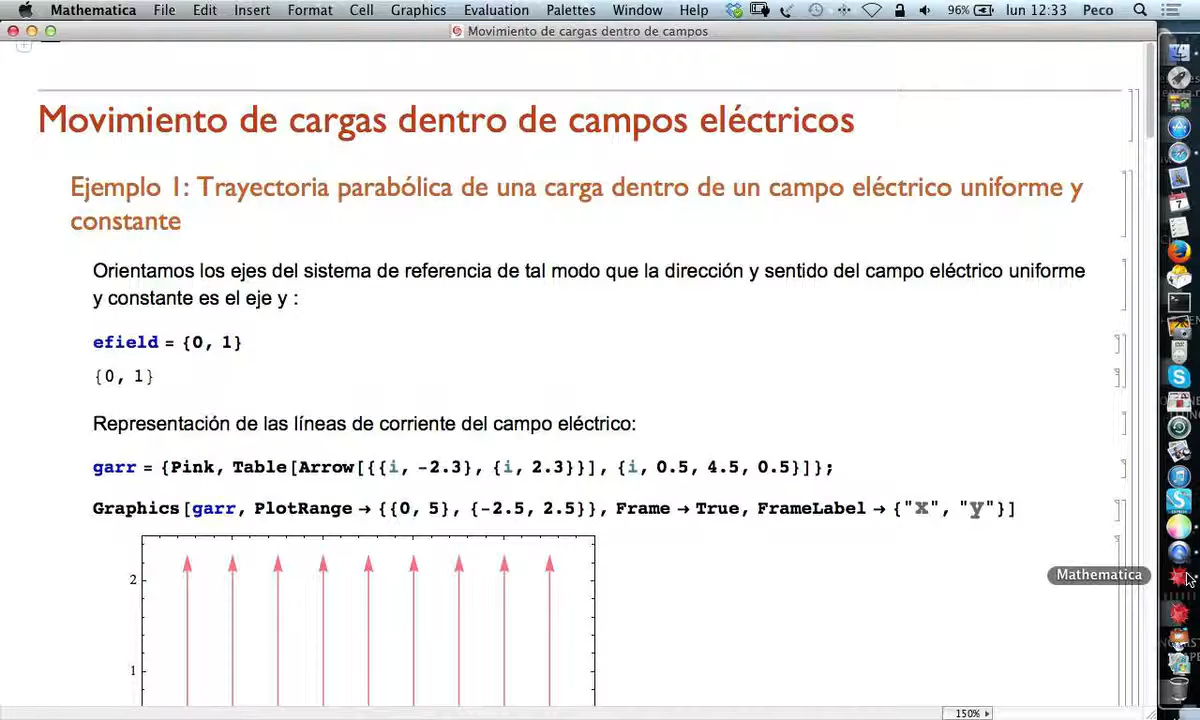 Mathematica File Edit Insert Format Cell Graphics Evaluation Palettes Window Help 96% lun 12:33 Peco
Movimiento de cargas dentro de campos
Movimiento de cargas dentro de campos eléctricos
Ejemplo 1: Trayectoria parabólica de una carga dentro de un campo eléctrico uniforme y
constante
Orientamos los ejes del sistema de referencia de tal modo que la dirección y sentido del campo eléctrico uniforme
y constante es el eje y :
efield = {0, 1}
{0, 1}
Representación de las líneas de corriente del campo eléctrico:
garr = {Pink, Table[Arrow[{{i, -2.3}, {i, 2.3}}], {i, 0.5, 4.5, 0.5}]};
Graphics[garr, PlotRange → {{0, 5}, {-2.5, 2.5}}, Frame → True, FrameLabel → {"x", "y"}]
2
Mathematica
1
150%